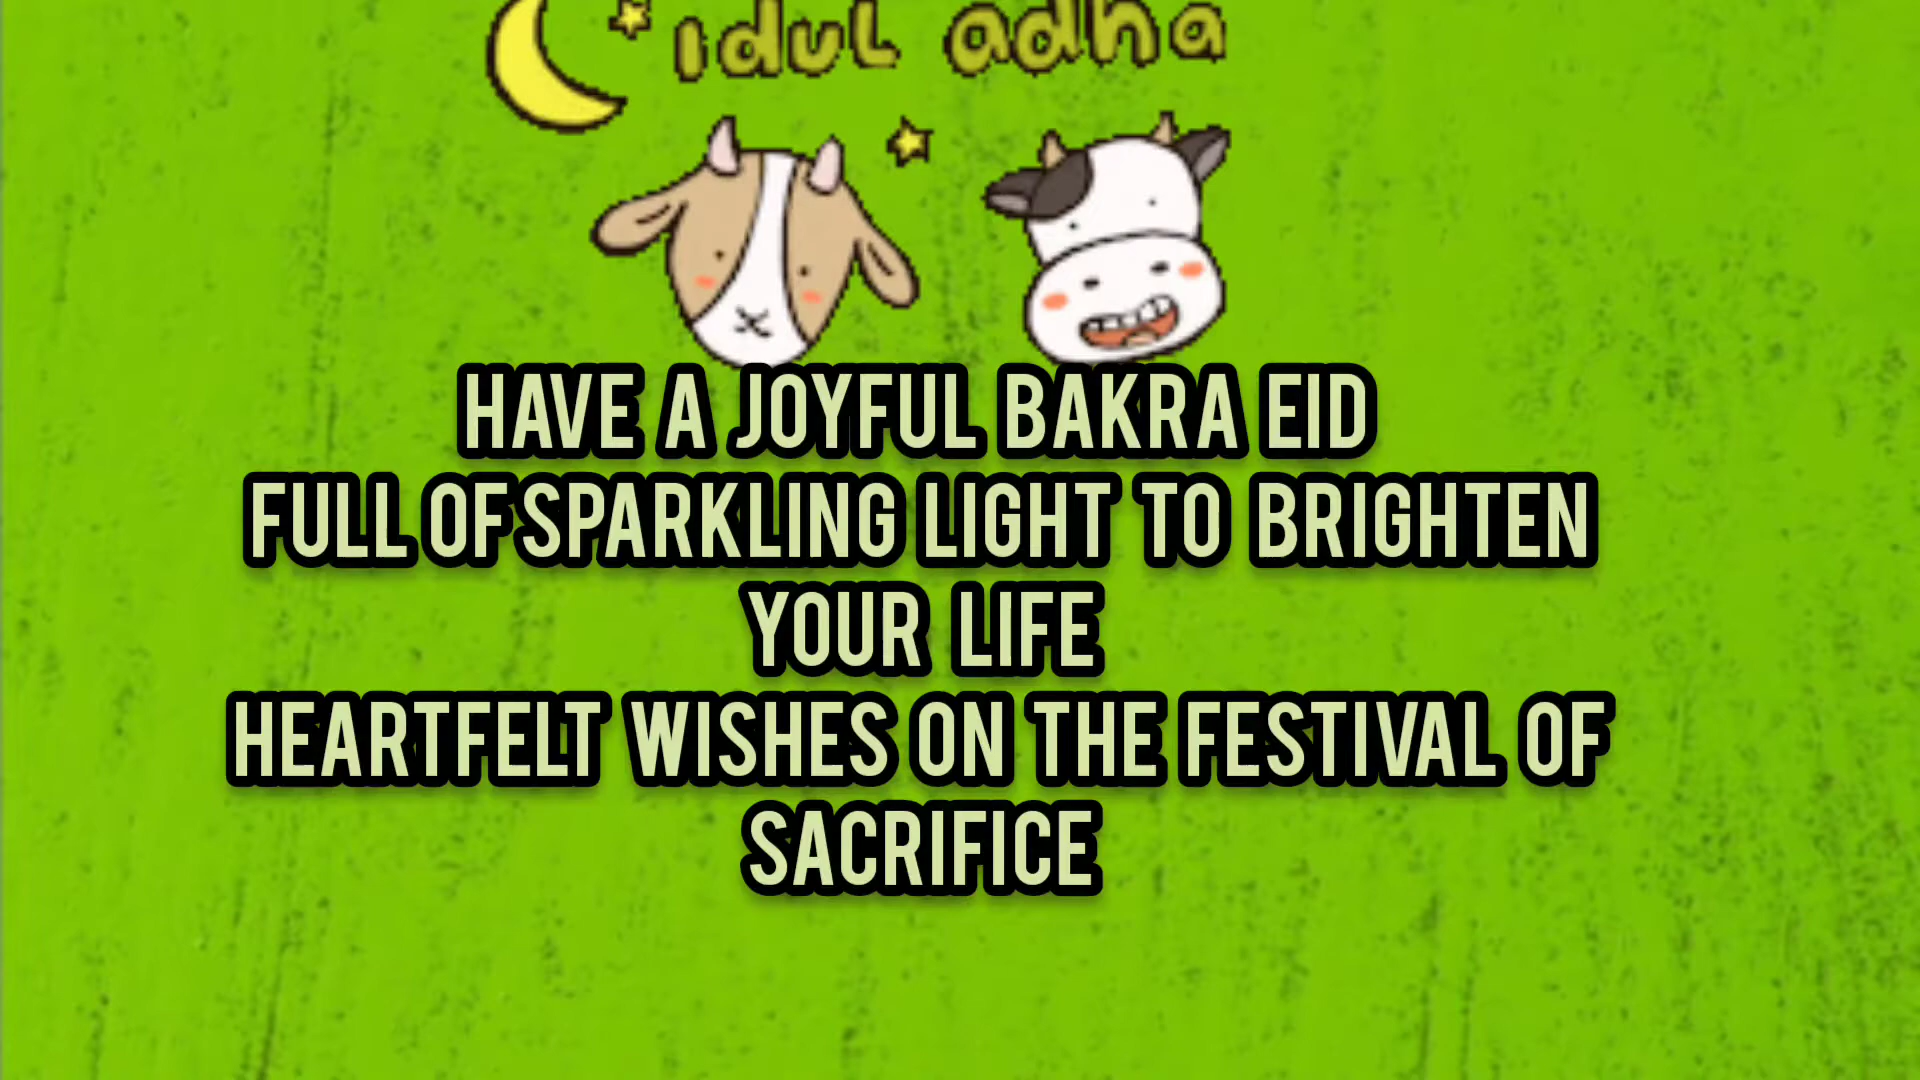 idul adha
HAVE A JOYFUL BAKRA EID
FULL OF SPARKLING LIGHT TO BRIGHTEN
YOUR LIFE
HEARTFELT WISHES ON THE FESTIVAL OF
SACRIFICE